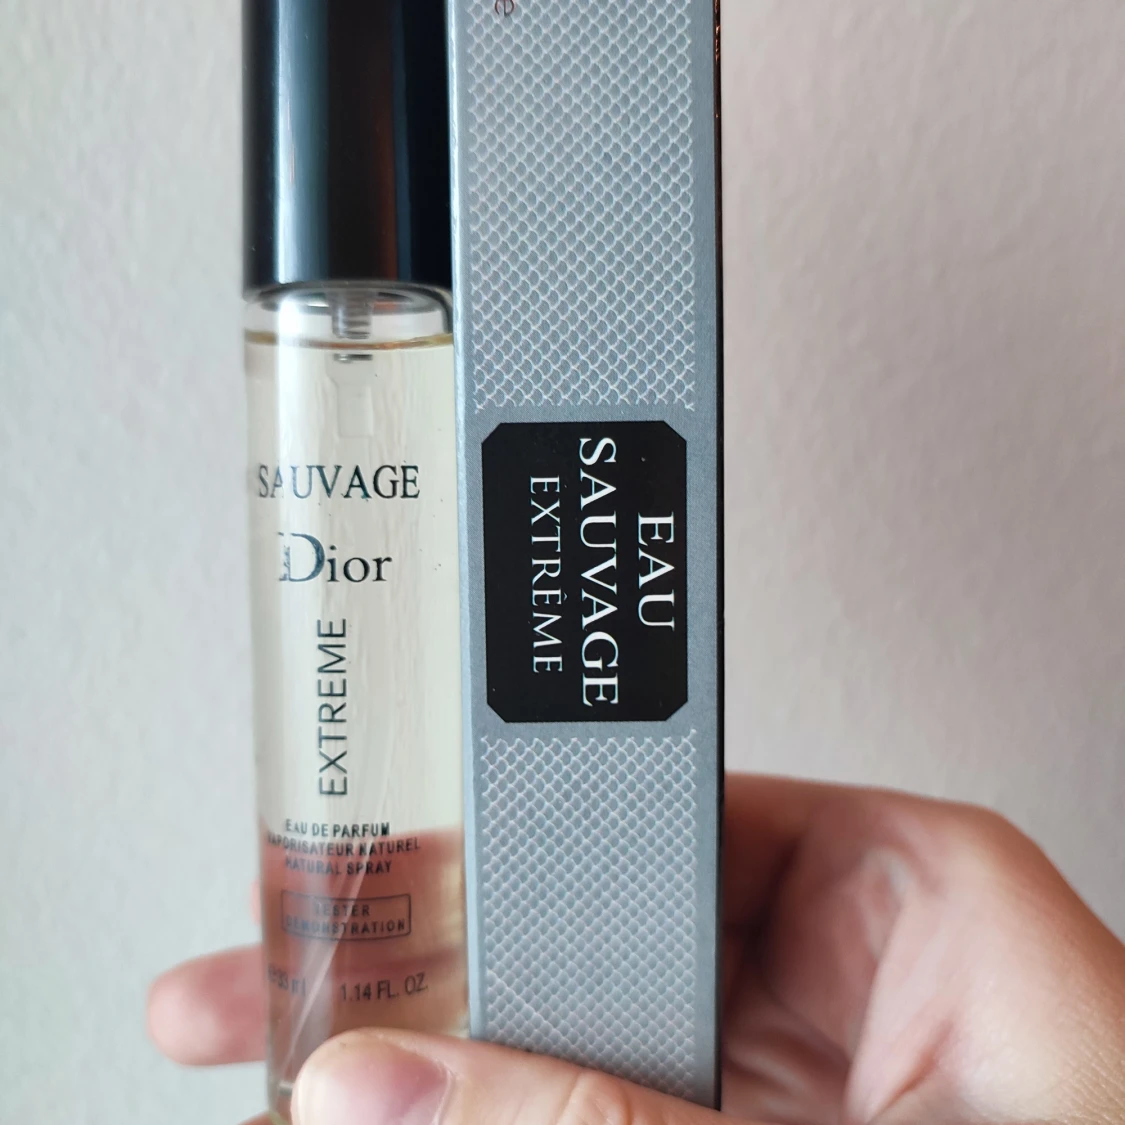 SAUVAGE
Dior
EXTREME
EAU DE PARFUM
VAPORISATEUR NATUREL
NATURAL SPRAY
TESTER
DEMONSTRATION
1.14 FL. OZ.
EAU
SAUVAGE
EXTRÊME